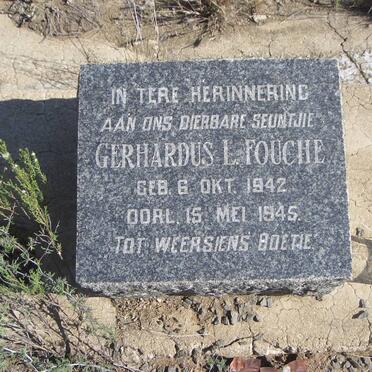 IN TERE HERINNERING
AAN ONS DIERBARE SEUNTJIE
GERHARDUS L. FOUCHE
GEB. 6 OKT. 1942
OORL. 15 MEI 1945.
TOT WEERSIENS BOETIE